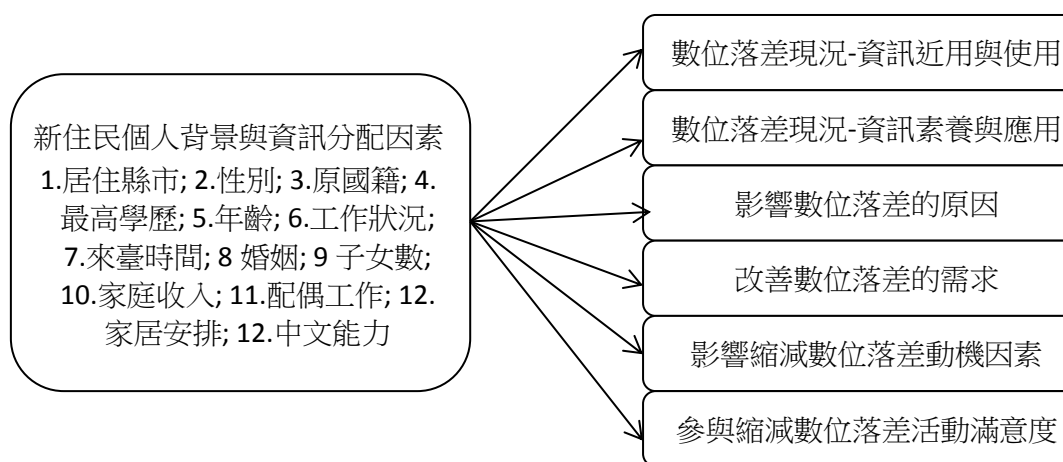 新住民個人背景與資訊分配因素
1.居住縣市; 2.性別; 3.原國籍; 4.
最高學歷; 5.年齡; 6.工作狀況;
7.來臺時間; 8 婚姻; 9 子女數;
10.家庭收入; 11.配偶工作; 12.
家居安排; 12.中文能力
數位落差現況-資訊近用與使用
數位落差現況-資訊素養與應用
影響數位落差的原因
改善數位落差的需求
影響縮減數位落差動機因素
參與縮減數位落差活動滿意度